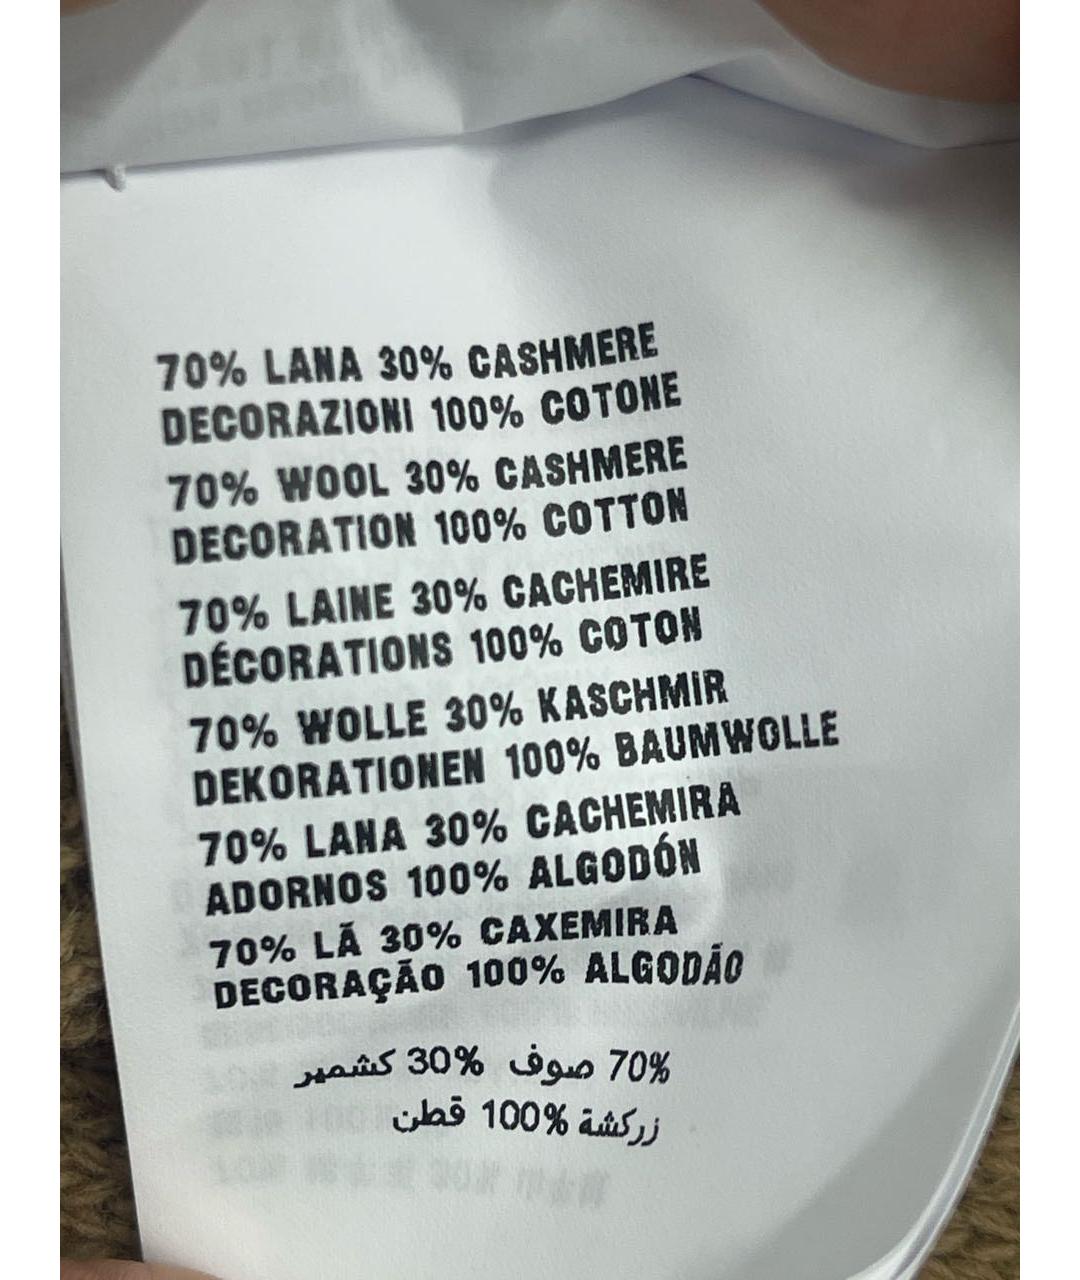 70% LANA 30% CASHMERE
DECORAZIONI 100% COTONE
70% WOOL 30% CASHMERE
DECORATION 100% COTTON
70% LAINE 30% CACHEMIRE
DÉCORATIONS 100% COTON
70% WOLLE 30% KASCHMIR
DEKORATIONEN 100% BAUMWOLLE
70% LANA 30% CACHEMIRA
ADORNOS 100% ALGODÓN
70% LÃ 30% CAXEMIRA
DECORAÇÃO 100% ALGODÃO
70% صوف 30% كشمير
زركشة 100% قطن